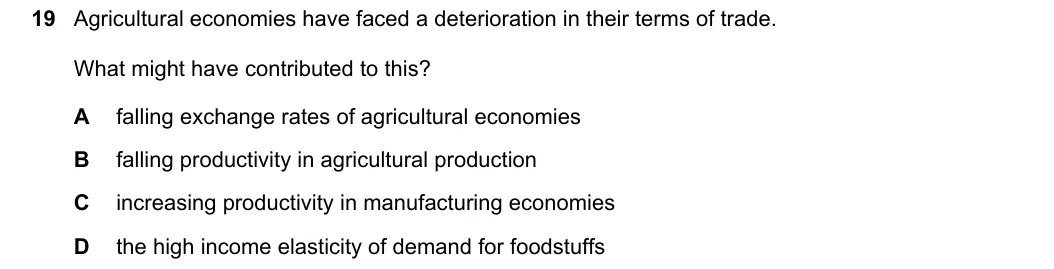 19 Agricultural economies have faced a deterioration in their terms of trade.
What might have contributed to this?
A falling exchange rates of agricultural economies
B falling productivity in agricultural production
C increasing productivity in manufacturing economies
D the high income elasticity of demand for foodstuffs